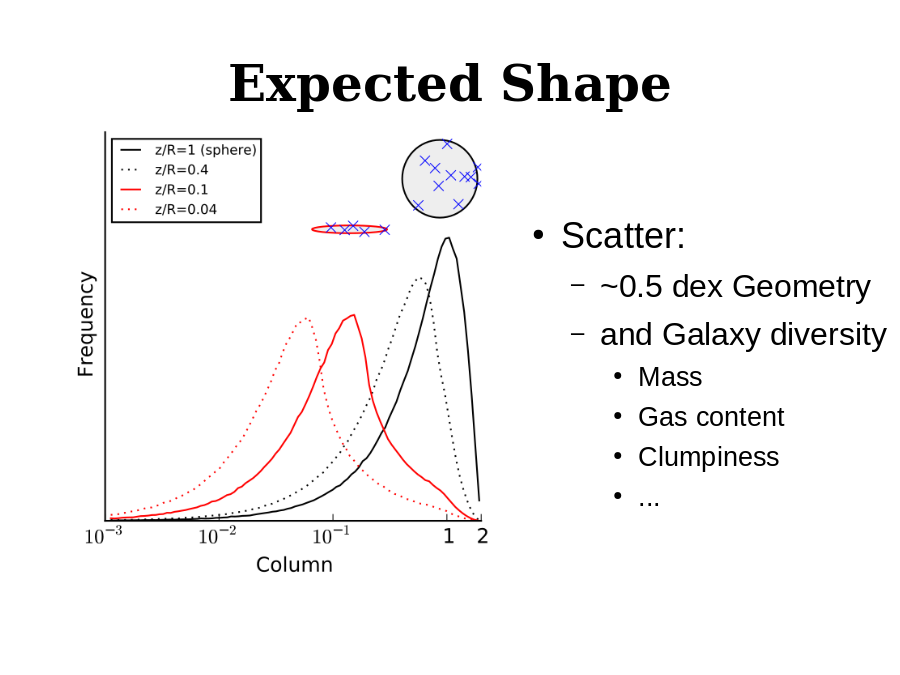 Expected Shape
z/R=1 (sphere)
z/R=0.4
z/R=0.1
z/R=0.04
Frequency
10⁻³ 10⁻² 10⁻¹ 1 2
Column
• Scatter:
– ~0.5 dex Geometry
– and Galaxy diversity
• Mass
• Gas content
• Clumpiness
• ...